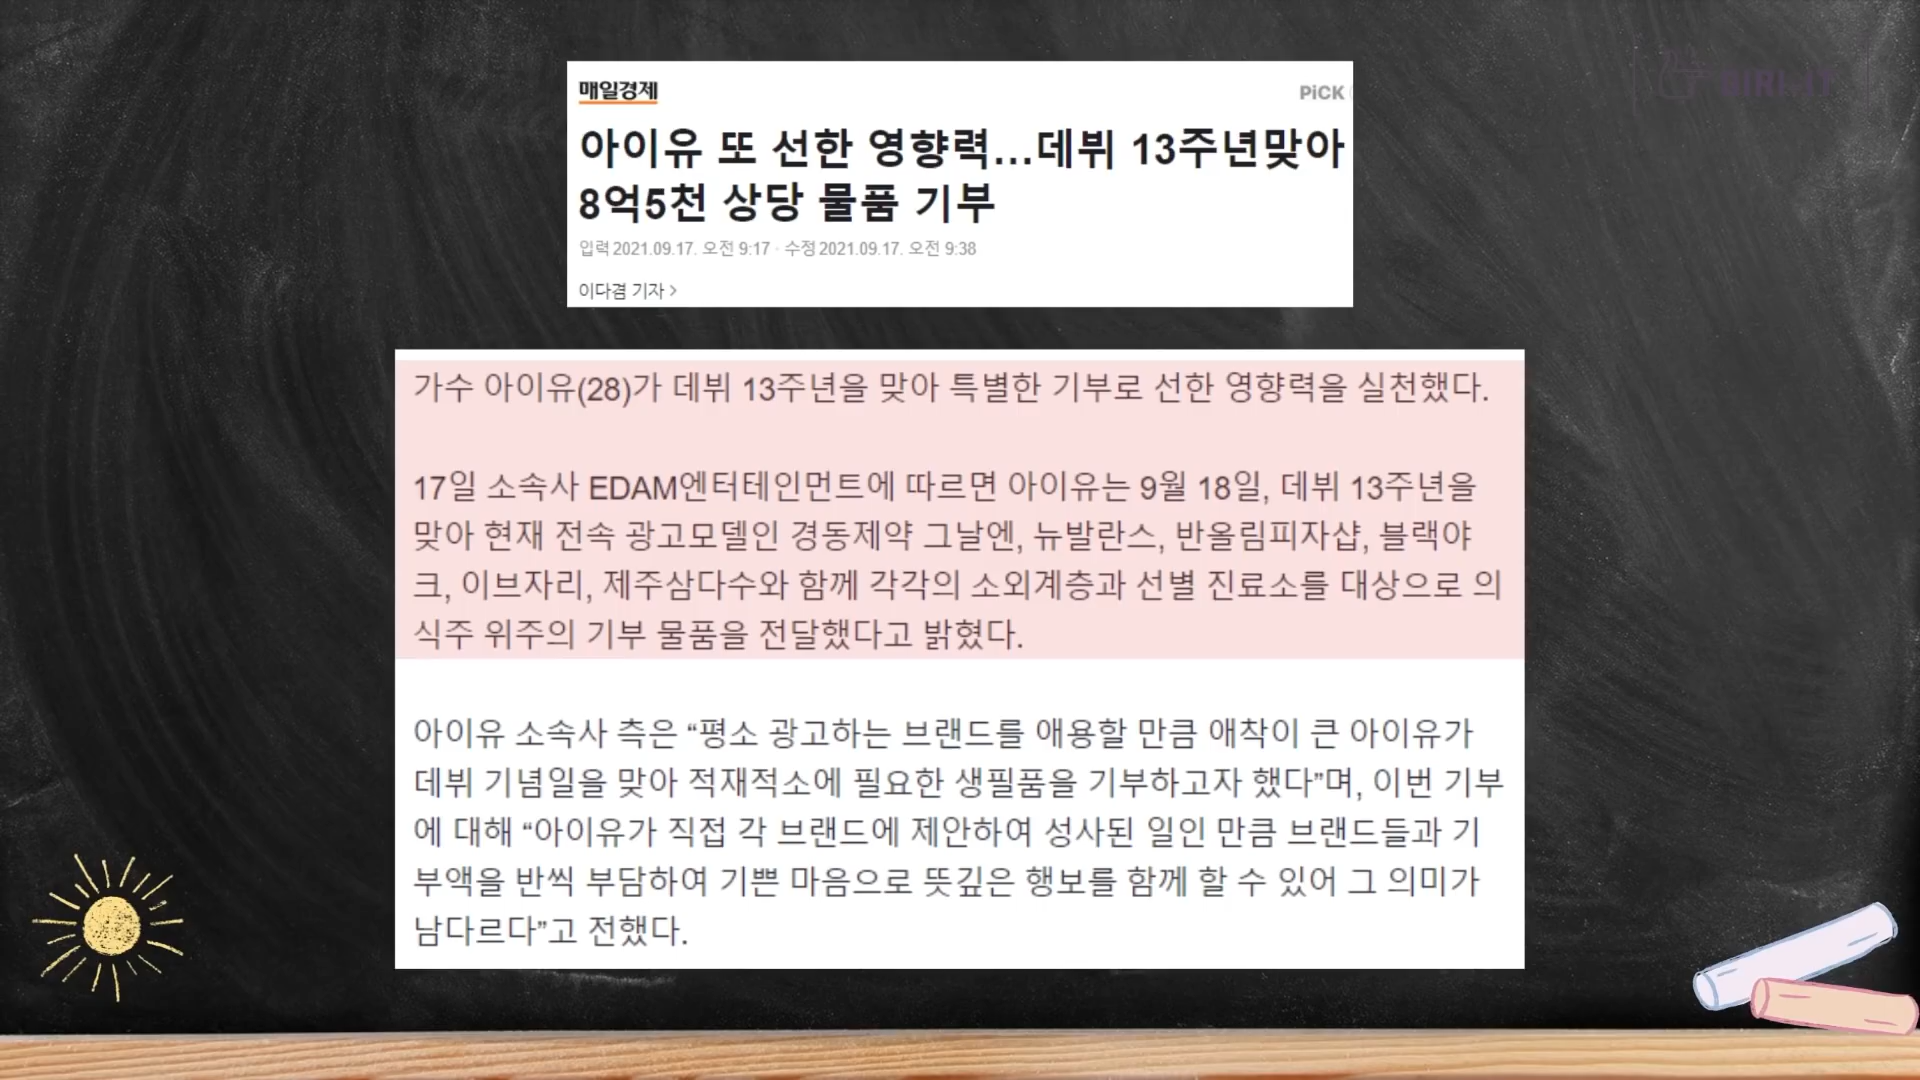 매일경제
PiCK
아이유 또 선한 영향력...데뷔 13주년맞아
8억5천 상당 물품 기부
입력 2021.09.17. 오전 9:17 · 수정 2021.09.17. 오전 9:38
이다겸 기자 >
가수 아이유(28)가 데뷔 13주년을 맞아 특별한 기부로 선한 영향력을 실천했다.
17일 소속사 EDAM엔터테인먼트에 따르면 아이유는 9월 18일, 데뷔 13주년을
맞아 현재 전속 광고모델인 경동제약 그날엔, 뉴발란스, 반올림피자샵, 블랙야
크, 이브자리, 제주삼다수와 함께 각각의 소외계층과 선별 진료소를 대상으로 의
식주 위주의 기부 물품을 전달했다고 밝혔다.
아이유 소속사 측은 “평소 광고하는 브랜드를 애용할 만큼 애착이 큰 아이유가
데뷔 기념일을 맞아 적재적소에 필요한 생필품을 기부하고자 했다”며, 이번 기부
에 대해 “아이유가 직접 각 브랜드에 제안하여 성사된 일인 만큼 브랜드들과 기
부액을 반씩 부담하여 기쁜 마음으로 뜻깊은 행보를 함께 할 수 있어 그 의미가
남다르다”고 전했다.